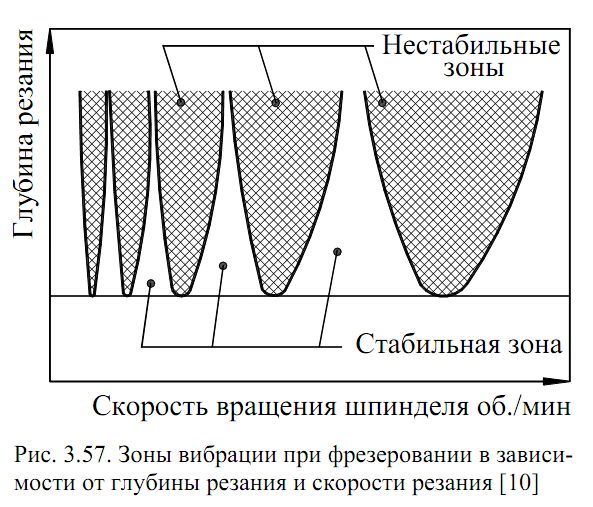 Нестабильные
зоны
Глубина резания
Стабильная зона
Скорость вращения шпинделя об./мин
Рис. 3.57. Зоны вибрации при фрезеровании в зависи-
мости от глубины резания и скорости резания [10]